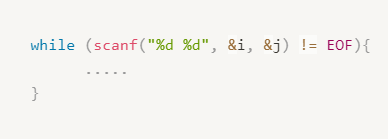 while (scanf("%d %d", &i, &j) != EOF){
.....
}